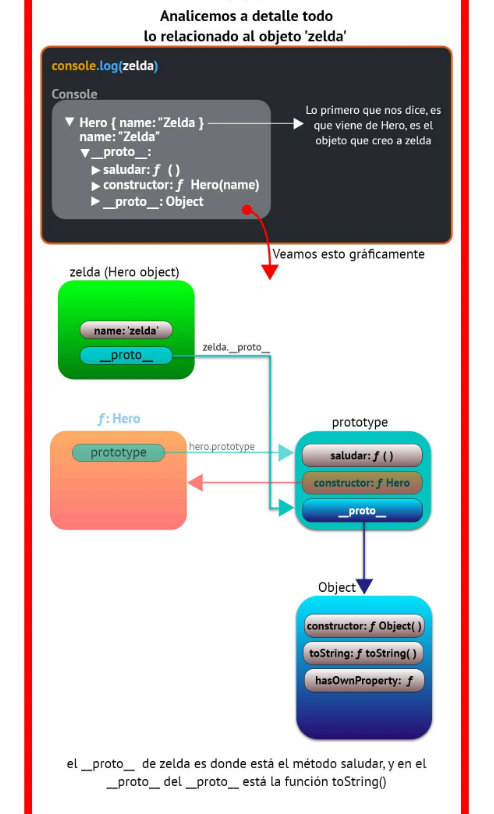 Analicemos a detalle todo
lo relacionado al objeto 'zelda'
console.log(zelda)
Console
Hero { name: "Zelda }
name: "Zelda"
__proto__:
saludar: ƒ ( )
constructor: ƒ Hero(name)
__proto__: Object
Lo primero que nos dice, es
que viene de Hero, es el
objeto que creo a zelda
Veamos esto gráficamente
zelda (Hero object)
name: 'zelda'
__proto__
zelda.__proto__
ƒ: Hero
prototype
hero.prototype
prototype
saludar: ƒ ( )
constructor: ƒ Hero
__proto__
Object
constructor: ƒ Object( )
toString: ƒ toString( )
hasOwnProperty: ƒ
el __proto__ de zelda es donde está el método saludar, y en el
__proto__ del __proto__ está la función toString()